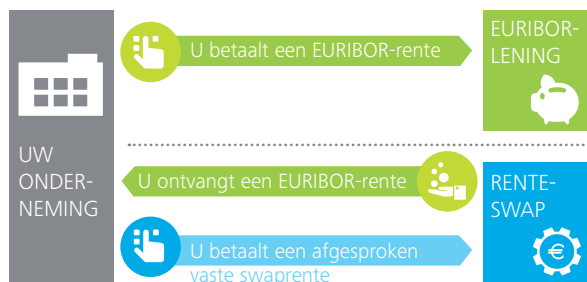 U betaalt een EURIBOR-rente
EURIBOR-
LENING
UW
ONDER-
NEMING
U ontvangt een EURIBOR-rente
RENTE-
SWAP
U betaalt een afgesproken
vaste swaprente
€